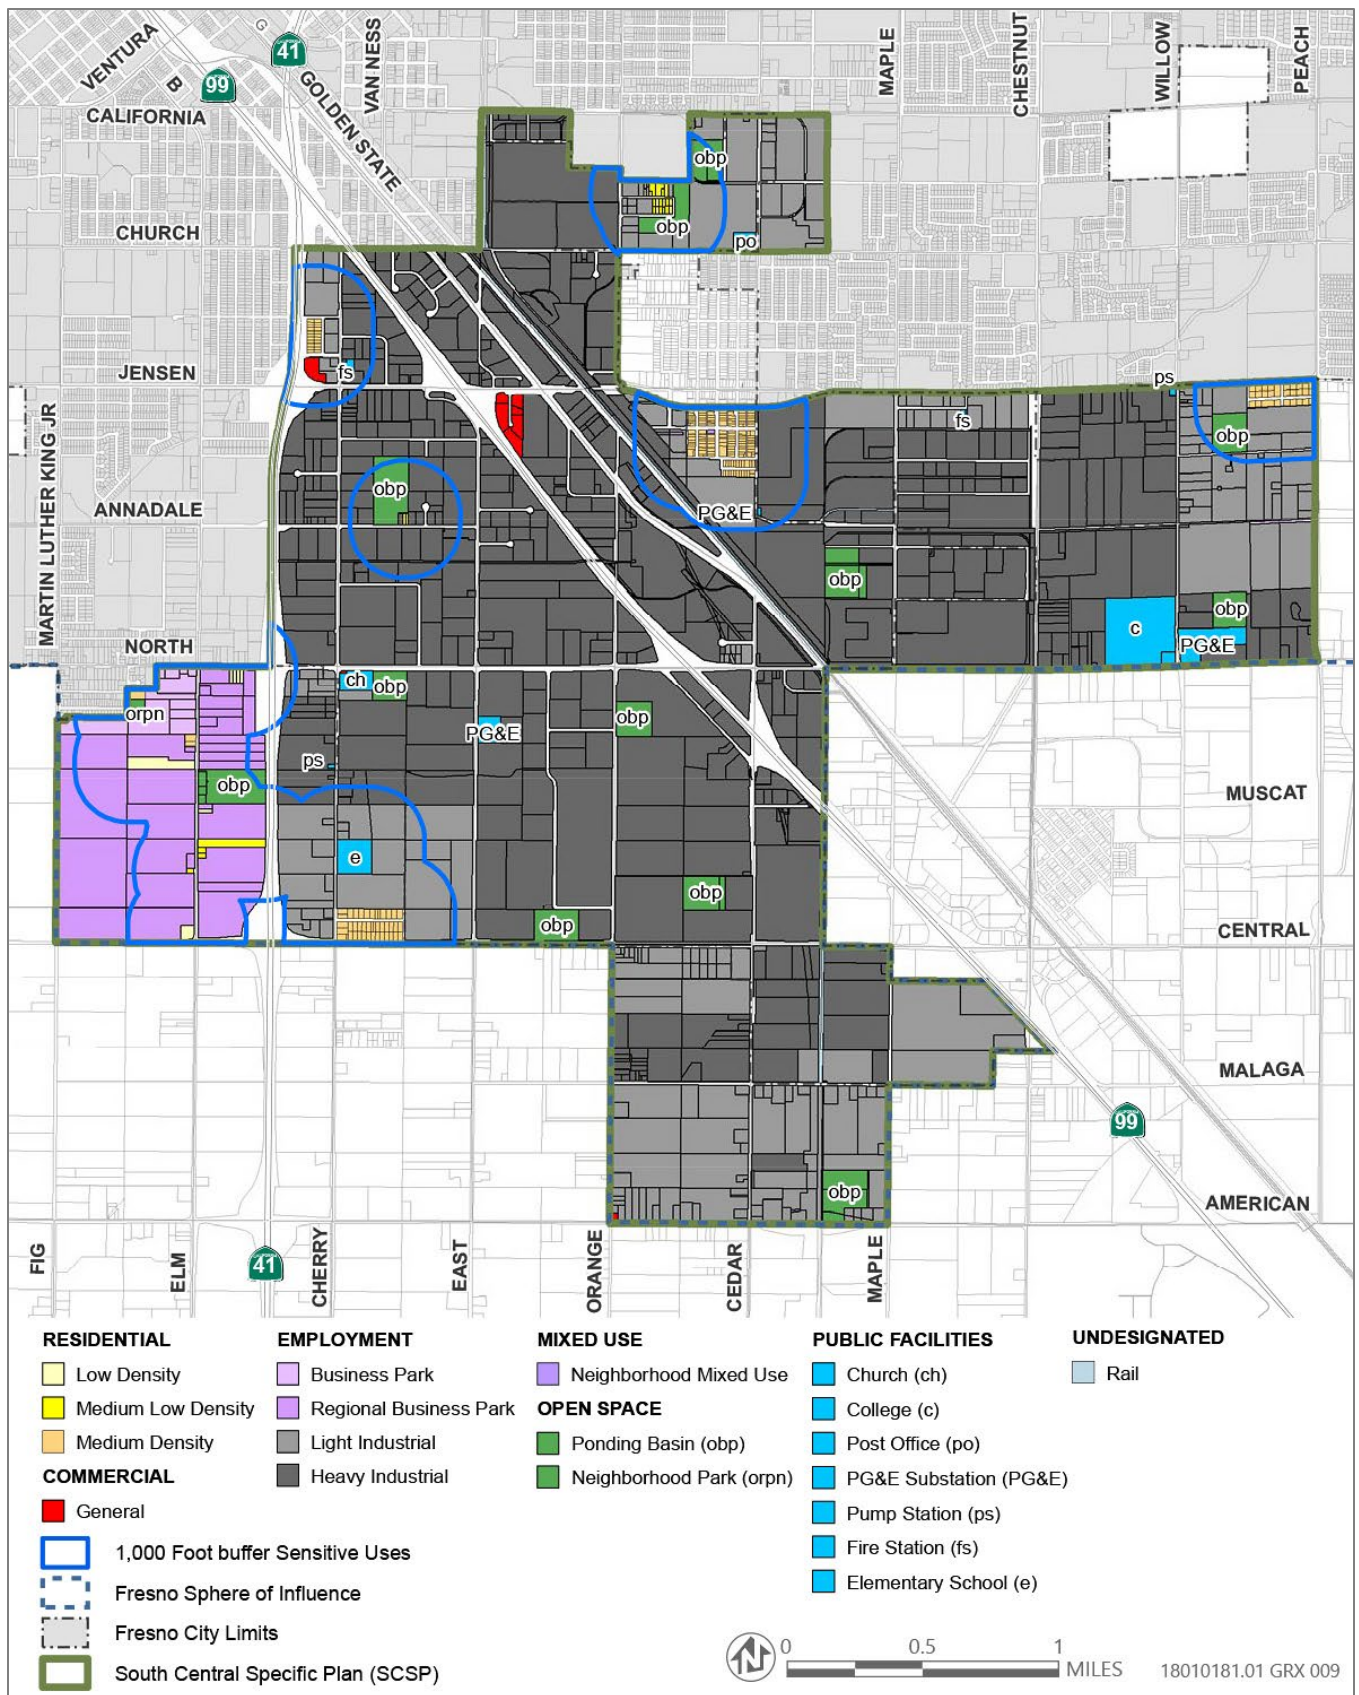 VENTURA
B
G
41
99
CALIFORNIA
GOLDEN STATE
VAN NESS
MAPLE
CHESTNUT
WILLOW
PEACH
obp
obp
po
CHURCH
JENSEN
fs
ps
fs
obp
MARTIN LUTHER KING JR
obp
ANNADALE
PG&E
obp
obp
c
PG&E
NORTH
ch
obp
orpn
PG&E
obp
ps
obp
MUSCAT
e
obp
obp
CENTRAL
MALAGA
99
obp
AMERICAN
FIG
ELM
41
CHERRY
EAST
ORANGE
CEDAR
MAPLE
RESIDENTIAL
Low Density
Medium Low Density
Medium Density
COMMERCIAL
General
EMPLOYMENT
Business Park
Regional Business Park
Light Industrial
Heavy Industrial
MIXED USE
Neighborhood Mixed Use
OPEN SPACE
Ponding Basin (obp)
Neighborhood Park (orpn)
PUBLIC FACILITIES
Church (ch)
College (c)
Post Office (po)
PG&E Substation (PG&E)
Pump Station (ps)
Fire Station (fs)
Elementary School (e)
UNDESIGNATED
Rail
1,000 Foot buffer Sensitive Uses
Fresno Sphere of Influence
Fresno City Limits
South Central Specific Plan (SCSP)
N
0 0.5 1
MILES
18010181.01 GRX 009